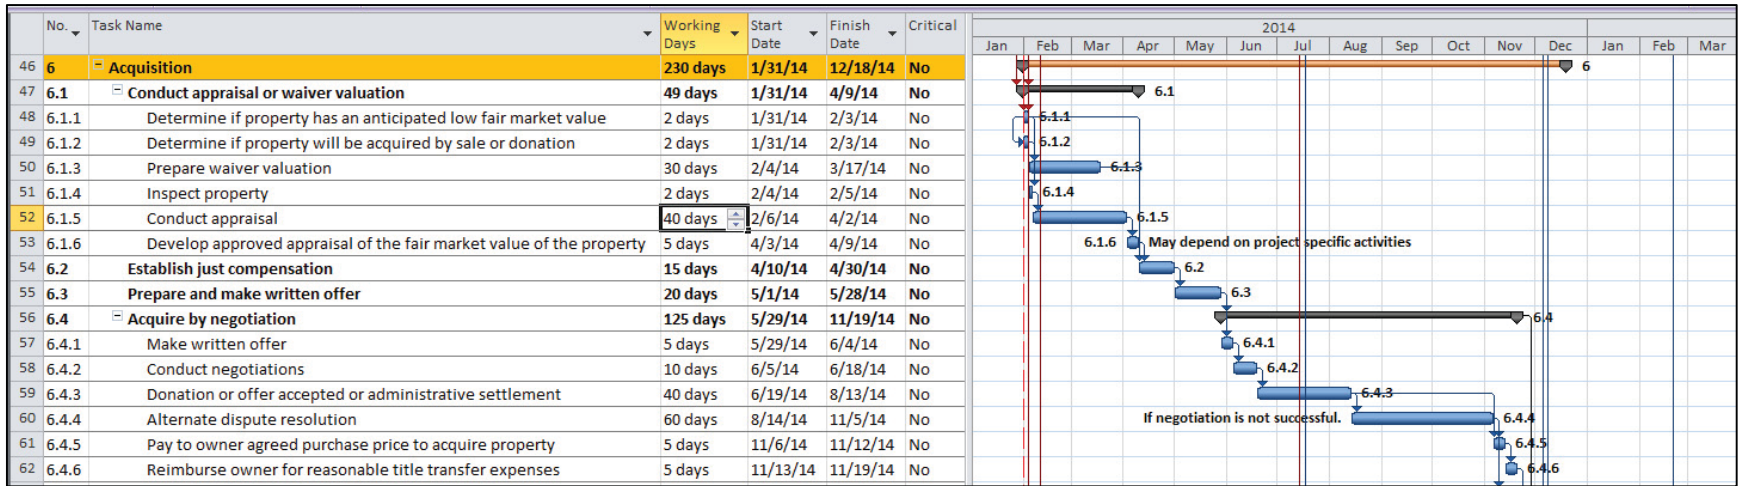 No. Task Name Working Days Start Date Finish Date Critical
2014
Jan Feb Mar Apr May Jun Jul Aug Sep Oct Nov Dec Jan Feb Mar
46 6 Acquisition 230 days 1/31/14 12/18/14 No 6
47 6.1 Conduct appraisal or waiver valuation 49 days 1/31/14 4/9/14 No 6.1
48 6.1.1 Determine if property has an anticipated low fair market value 2 days 1/31/14 2/3/14 No 6.1.1
49 6.1.2 Determine if property will be acquired by sale or donation 2 days 1/31/14 2/3/14 No 6.1.2
50 6.1.3 Prepare waiver valuation 30 days 2/4/14 3/17/14 No 6.1.3
51 6.1.4 Inspect property 2 days 2/4/14 2/5/14 No 6.1.4
52 6.1.5 Conduct appraisal 40 days 2/6/14 4/2/14 No 6.1.5
53 6.1.6 Develop approved appraisal of the fair market value of the property 5 days 4/3/14 4/9/14 No 6.1.6 May depend on project specific activities
54 6.2 Establish just compensation 15 days 4/10/14 4/30/14 No 6.2
55 6.3 Prepare and make written offer 20 days 5/1/14 5/28/14 No 6.3
56 6.4 Acquire by negotiation 125 days 5/29/14 11/19/14 No 6.4
57 6.4.1 Make written offer 5 days 5/29/14 6/4/14 No 6.4.1
58 6.4.2 Conduct negotiations 10 days 6/5/14 6/18/14 No 6.4.2
59 6.4.3 Donation or offer accepted or administrative settlement 40 days 6/19/14 8/13/14 No 6.4.3
60 6.4.4 Alternate dispute resolution 60 days 8/14/14 11/5/14 No If negotiation is not successful. 6.4.4
61 6.4.5 Pay to owner agreed purchase price to acquire property 5 days 11/6/14 11/12/14 No 6.4.5
62 6.4.6 Reimburse owner for reasonable title transfer expenses 5 days 11/13/14 11/19/14 No 6.4.6